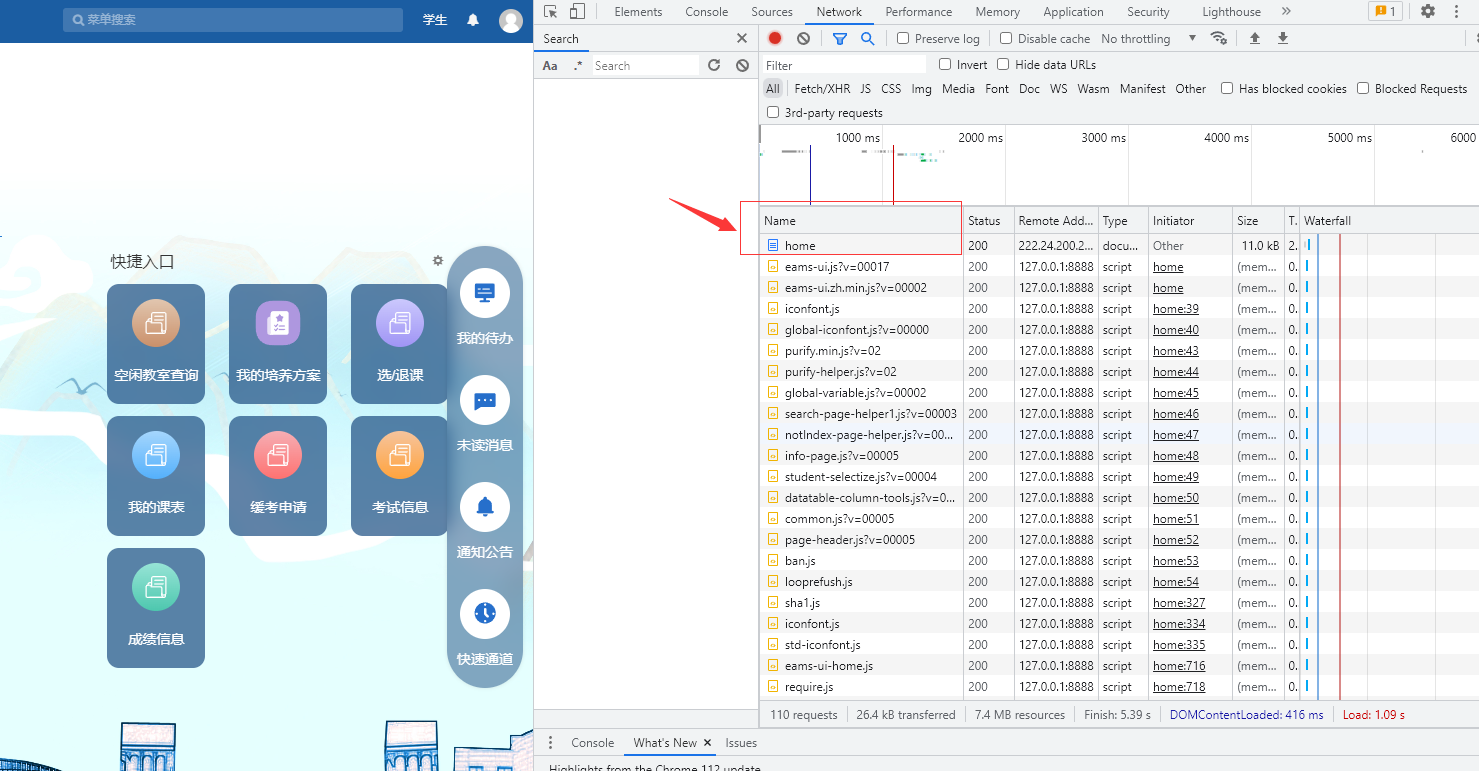 菜单搜索
学生
快捷入口
空闲教室查询
我的培养方案
选/退课
我的课表
缓考申请
考试信息
成绩信息
我的待办
未读消息
通知公告
快速通道
Elements Console Sources Network Performance Memory Application Security Lighthouse 1
Search
Preserve log Disable cache No throttling
Aa .* Search
Filter Invert Hide data URLs
All Fetch/XHR JS CSS Img Media Font Doc WS Wasm Manifest Other Has blocked cookies Blocked Requests
3rd-party requests
1000 ms 2000 ms 3000 ms 4000 ms 5000 ms 6000
Name Status Remote Add... Type Initiator Size T. Waterfall
home 200 222.24.200.2... docu... Other 11.0 kB 2.
eams-ui.js?v=00017 200 127.0.0.1:8888 script home (mem... 0.
eams-ui.zh.min.js?v=00002 200 127.0.0.1:8888 script home (mem... 0.
iconfont.js 200 127.0.0.1:8888 script home:39 (mem... 0.
global-iconfont.js?v=00000 200 127.0.0.1:8888 script home:40 (mem... 0.
purify.min.js?v=02 200 127.0.0.1:8888 script home:43 (mem... 0.
purify-helper.js?v=02 200 127.0.0.1:8888 script home:44 (mem... 0.
global-variable.js?v=00002 200 127.0.0.1:8888 script home:45 (mem... 0.
search-page-helper1.js?v=00003 200 127.0.0.1:8888 script home:46 (mem... 0.
notIndex-page-helper.js?v=00... 200 127.0.0.1:8888 script home:47 (mem... 0.
info-page.js?v=00005 200 127.0.0.1:8888 script home:48 (mem... 0.
student-selectize.js?v=00004 200 127.0.0.1:8888 script home:49 (mem... 0.
datatable-column-tools.js?v=0... 200 127.0.0.1:8888 script home:50 (mem... 0.
common.js?v=00005 200 127.0.0.1:8888 script home:51 (mem... 0.
page-header.js?v=00005 200 127.0.0.1:8888 script home:52 (mem... 0.
ban.js 200 127.0.0.1:8888 script home:53 (mem... 0.
looprefush.js 200 127.0.0.1:8888 script home:54 (mem... 0.
sha1.js 200 127.0.0.1:8888 script home:327 (mem... 0.
iconfont.js 200 127.0.0.1:8888 script home:334 (mem... 0.
std-iconfont.js 200 127.0.0.1:8888 script home:335 (mem... 0.
eams-ui-home.js 200 127.0.0.1:8888 script home:716 (mem... 0.
require.js 200 127.0.0.1:8888 script home:718 (mem... 0.
110 requests 26.4 kB transferred 7.4 MB resources Finish: 5.39 s DOMContentLoaded: 416 ms Load: 1.09 s
Console What's New Issues
Highlights from the Chrome 112 update